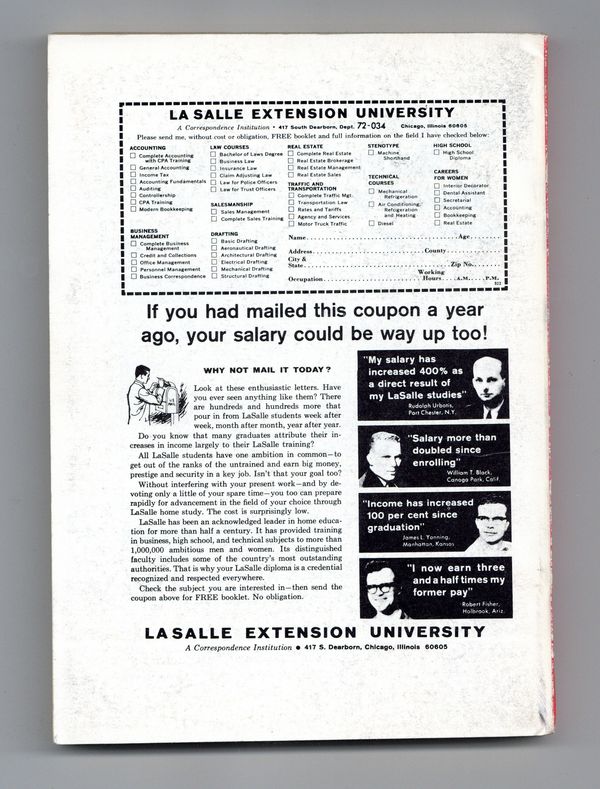 LA SALLE EXTENSION UNIVERSITY
A Correspondence Institution • 417 South Dearborn, Dept. 72-034 Chicago, Illinois 60605
Please send me, without cost or obligation, FREE booklet and full information on the field I have checked below:
ACCOUNTING
Complete Accounting
with CPA Training
General Accounting
Income Tax
Accounting Fundamentals
Auditing
Controllership
CPA Training
Modern Bookkeeping
BUSINESS
MANAGEMENT
Complete Business
Management
Credit and Collections
Office Management
Personnel Management
Business Correspondence
LAW COURSES
Bachelor of Laws Degree
Business Law
Insurance Law
Claim Adjusting Law
Law for Police Officers
Law for Trust Officers
SALESMANSHIP
Sales Management
Complete Sales Training
DRAFTING
Basic Drafting
Aeronautical Drafting
Architectural Drafting
Electrical Drafting
Mechanical Drafting
Structural Drafting
REAL ESTATE
Complete Real Estate
Real Estate Brokerage
Real Estate Management
Real Estate Sales
TRAFFIC AND
TRANSPORTATION
Complete Traffic Mgt.
Transportation Law
Rates and Tariffs
Agency and Services
Motor Truck Traffic
STENOTYPE
Machine
Shorthand
TECHNICAL
COURSES
Mechanical
Refrigeration
Air Conditioning,
Refrigeration
and Heating
Diesel
HIGH SCHOOL
High School
Diploma
CAREERS
FOR WOMEN
Interior Decorator
Dental Assistant
Secretarial
Accounting
Bookkeeping
Real Estate
Name Age
Address County
City &
State Zip No.
Occupation Working Hours A.M. P.M.
522
If you had mailed this coupon a year
ago, your salary could be way up too!
WHY NOT MAIL IT TODAY?
Look at these enthusiastic letters. Have
you ever seen anything like them? There
are hundreds and hundreds more that
pour in from LaSalle students week after
week, month after month, year after year.
Do you know that many graduates attribute their in-
creases in income largely to their LaSalle training?
All LaSalle students have one ambition in common—to
get out of the ranks of the untrained and earn big money,
prestige and security in a key job. Isn't that your goal too?
Without interfering with your present work—and by de-
voting only a little of your spare time—you too can prepare
rapidly for advancement in the field of your choice through
LaSalle home study. The cost is surprisingly low.
LaSalle has been an acknowledged leader in home educa-
tion for more than half a century. It has provided training
in business, high school, and technical subjects to more than
1,000,000 ambitious men and women. Its distinguished
faculty includes some of the country's most outstanding
authorities. That is why your LaSalle diploma is a credential
recognized and respected everywhere.
Check the subject you are interested in—then send the
coupon above for FREE booklet. No obligation.
"My salary has
increased 400% as
a direct result of
my LaSalle studies"
Rudolph Urbatis,
Port Chester, N.Y.
"Salary more than
doubled since
enrolling"
William T. Black,
Canoga Park, Calif.
"Income has increased
100 per cent since
graduation"
James L. Yonning,
Manhattan, Kansas
"I now earn three
and a half times my
former pay"
Robert Fisher,
Holbrook, Ariz.
LA SALLE EXTENSION UNIVERSITY
A Correspondence Institution • 417 S. Dearborn, Chicago, Illinois 60605